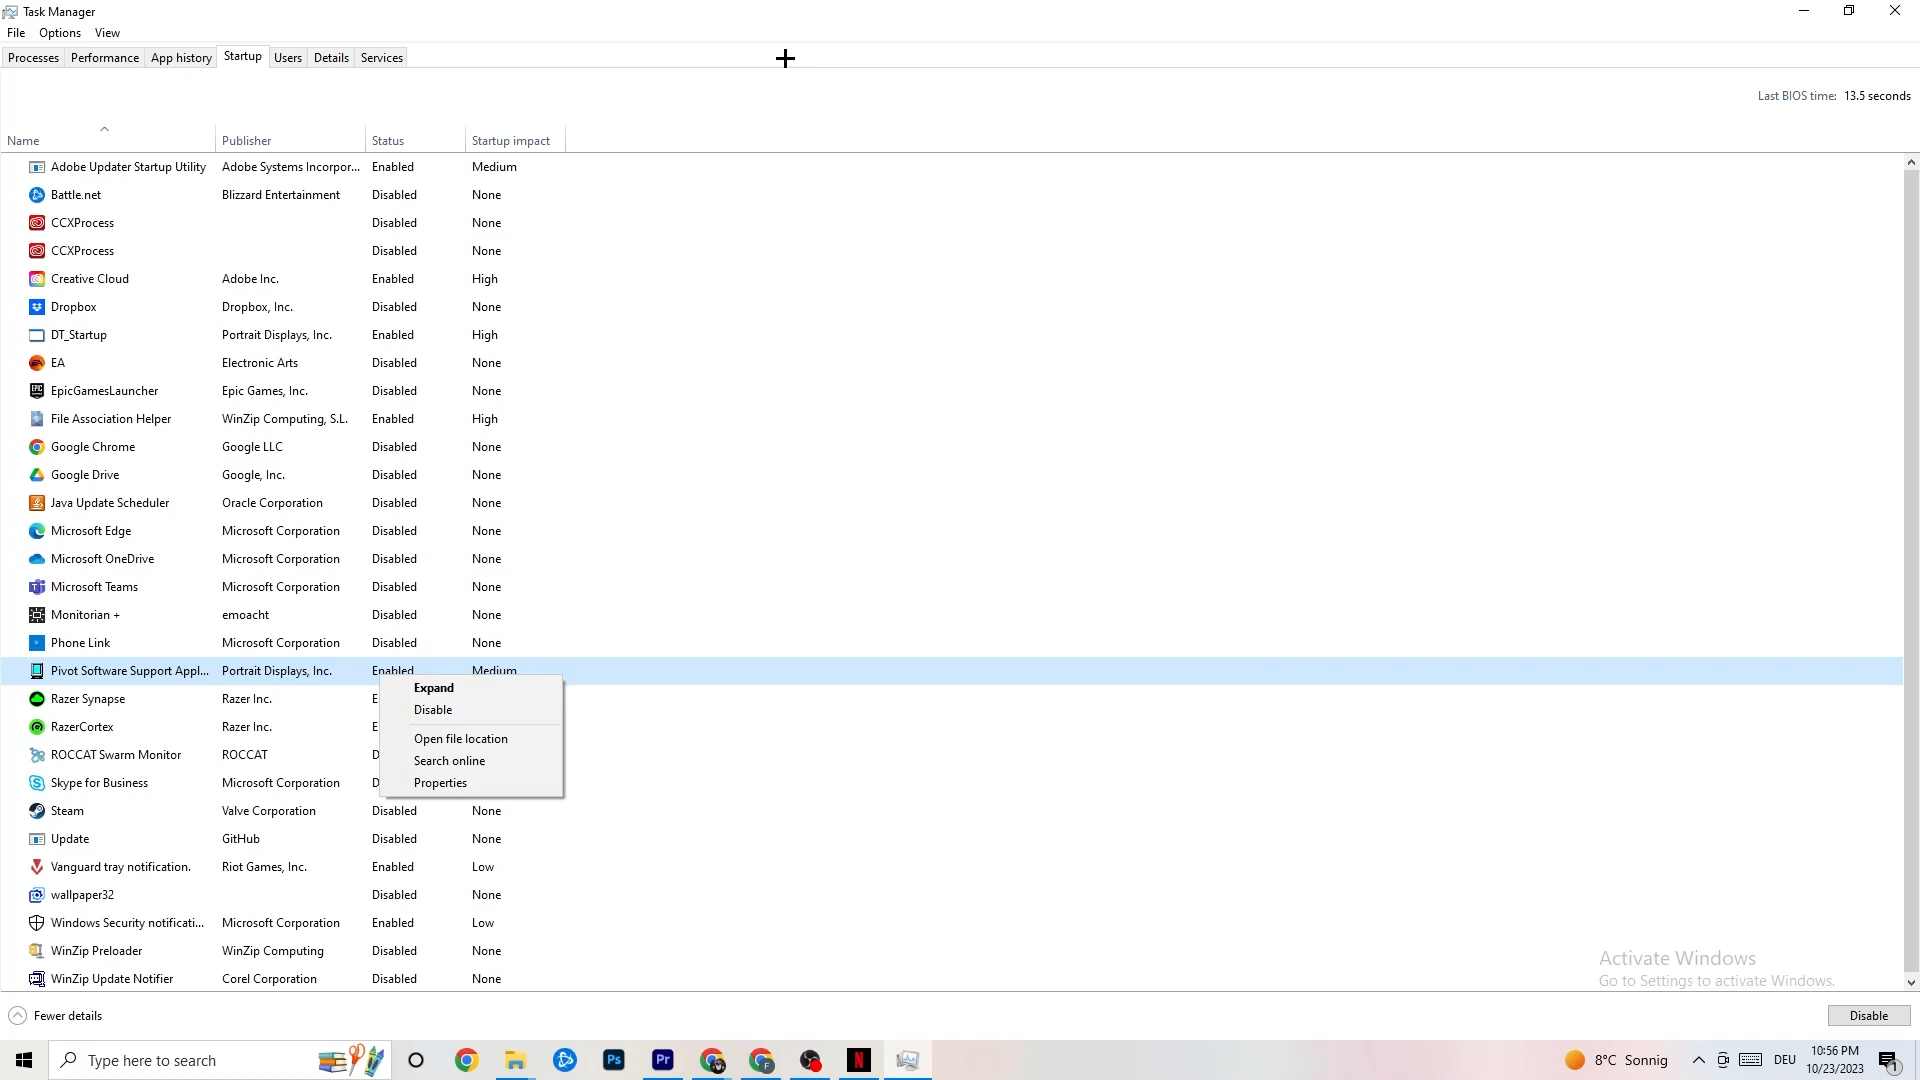 Task Manager
File Options View
Processes Performance App history Startup Users Details Services
Last BIOS time: 13.5 seconds
Name Publisher Status Startup impact
Adobe Updater Startup Utility Adobe Systems Incorpor... Enabled Medium
Battle.net Blizzard Entertainment Disabled None
CCXProcess Disabled None
CCXProcess Disabled None
Creative Cloud Adobe Inc. Enabled High
Dropbox Dropbox, Inc. Disabled None
DT_Startup Portrait Displays, Inc. Enabled High
EA Electronic Arts Disabled None
EpicGamesLauncher Epic Games, Inc. Disabled None
File Association Helper WinZip Computing, S.L. Enabled High
Google Chrome Google LLC Disabled None
Google Drive Google, Inc. Disabled None
Java Update Scheduler Oracle Corporation Disabled None
Microsoft Edge Microsoft Corporation Disabled None
Microsoft OneDrive Microsoft Corporation Disabled None
Microsoft Teams Microsoft Corporation Disabled None
Monitorian + emoacht Disabled None
Phone Link Microsoft Corporation Disabled None
Pivot Software Support Appl... Portrait Displays, Inc. Enabled Medium
Expand
Razer Synapse Razer Inc. E
Disable
RazerCortex Razer Inc. E
Open file location
ROCCAT Swarm Monitor ROCCAT D
Search online
Skype for Business Microsoft Corporation D
Properties
Steam Valve Corporation Disabled None
Update GitHub Disabled None
Vanguard tray notification. Riot Games, Inc. Enabled Low
wallpaper32 Disabled None
Windows Security notificati... Microsoft Corporation Enabled Low
WinZip Preloader WinZip Computing Disabled None
WinZip Update Notifier Corel Corporation Disabled None
Activate Windows
Go to Settings to activate Windows.
Fewer details Disable
Type here to search Ps Pr F N 8°C Sonnig DEU 10:56 PM
10/23/2023 1